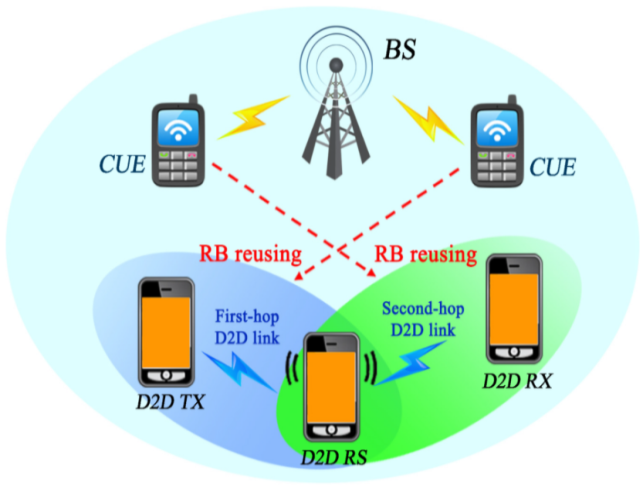 BS
CUE
CUE
RB reusing
RB reusing
First-hop
D2D link
Second-hop
D2D link
D2D TX
D2D RX
D2D RS